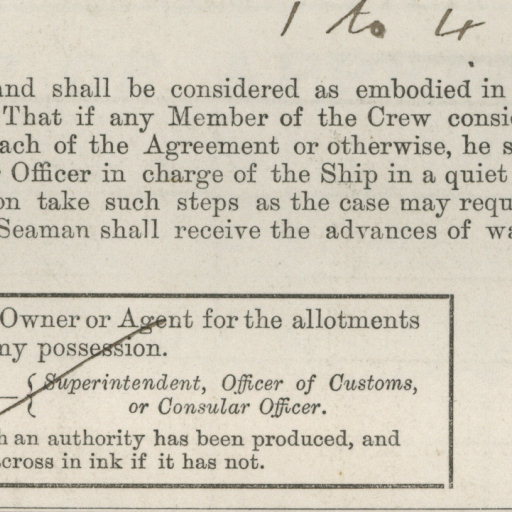 1 to 4
and shall be considered as embodied in
That if any Member of the Crew consi
ach of the Agreement or otherwise, he s
Officer in charge of the Ship in a quiet
on take such steps as the case may requ
Seaman shall receive the advances of wa
Owner or Agent for the allotments
my possession.
Superintendent, Officer of Customs,
or Consular Officer.
h an authority has been produced, and
cross in ink if it has not.